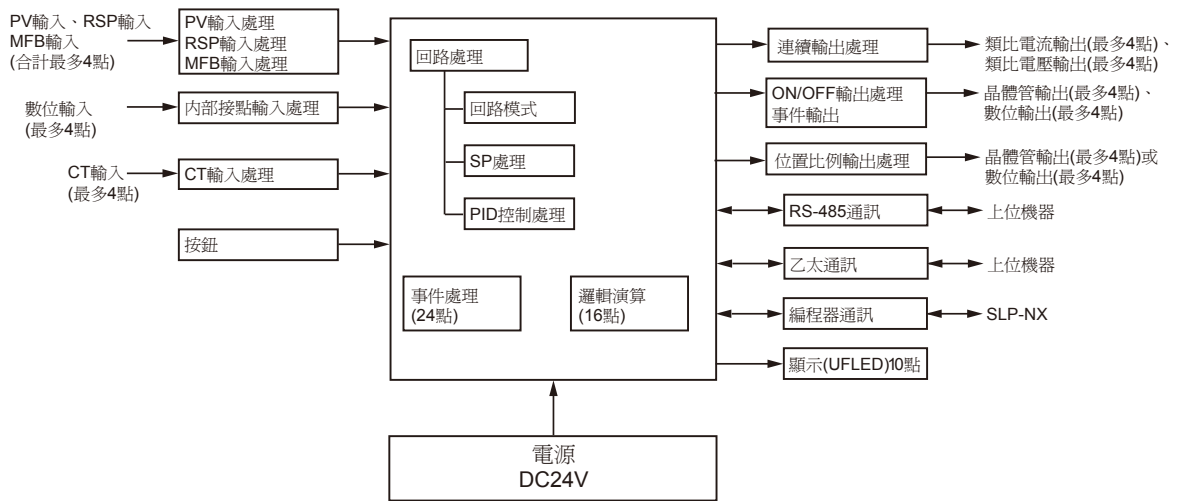 PV輸入、RSP輸入
MFB輸入
(合計最多4點)
PV輸入處理
RSP輸入處理
MFB輸入處理
數位輸入
(最多4點)
內部接點輸入處理
CT輸入
(最多4點)
CT輸入處理
按鈕
回路處理
回路模式
SP處理
PID控制處理
事件處理
(24點)
邏輯演算
(16點)
連續輸出處理
類比電流輸出(最多4點)、
類比電壓輸出(最多4點)
ON/OFF輸出處理
事件輸出
晶體管輸出(最多4點)、
數位輸出(最多4點)
位置比例輸出處理
晶體管輸出(最多4點)或
數位輸出(最多4點)
RS-485通訊
上位機器
乙太通訊
上位機器
編程器通訊
SLP-NX
顯示(UFLED)10點
電源
DC24V